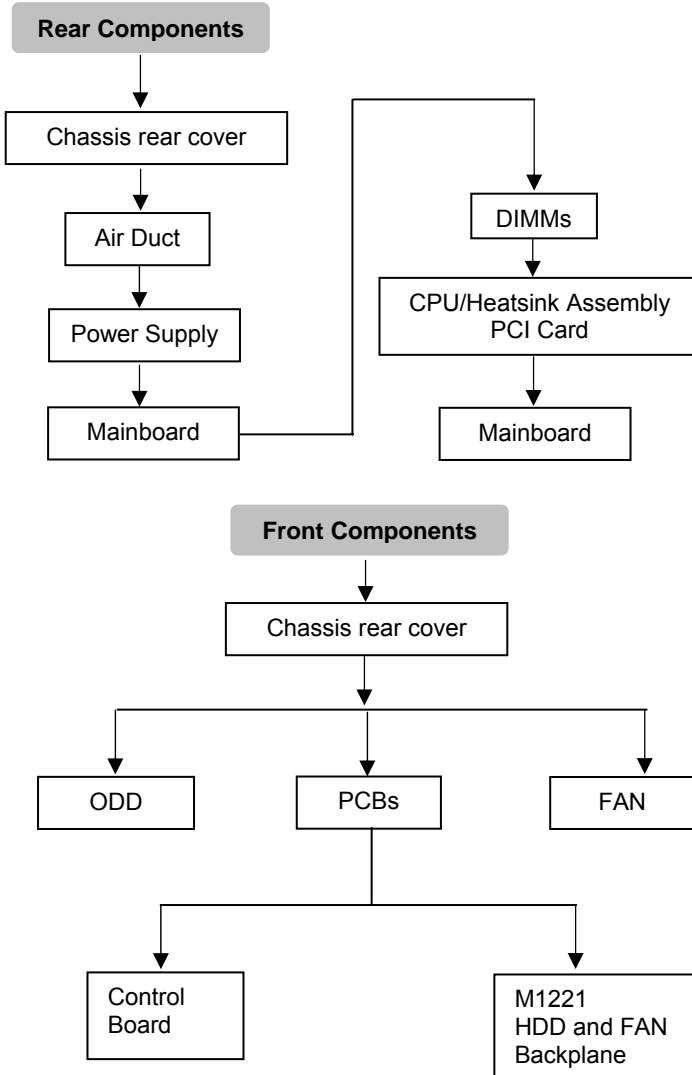 Rear Components
Chassis rear cover
Air Duct
Power Supply
Mainboard
DIMMs
CPU/Heatsink Assembly
PCI Card
Mainboard
Front Components
Chassis rear cover
ODD
PCBs
FAN
Control
Board
M1221
HDD and FAN
Backplane